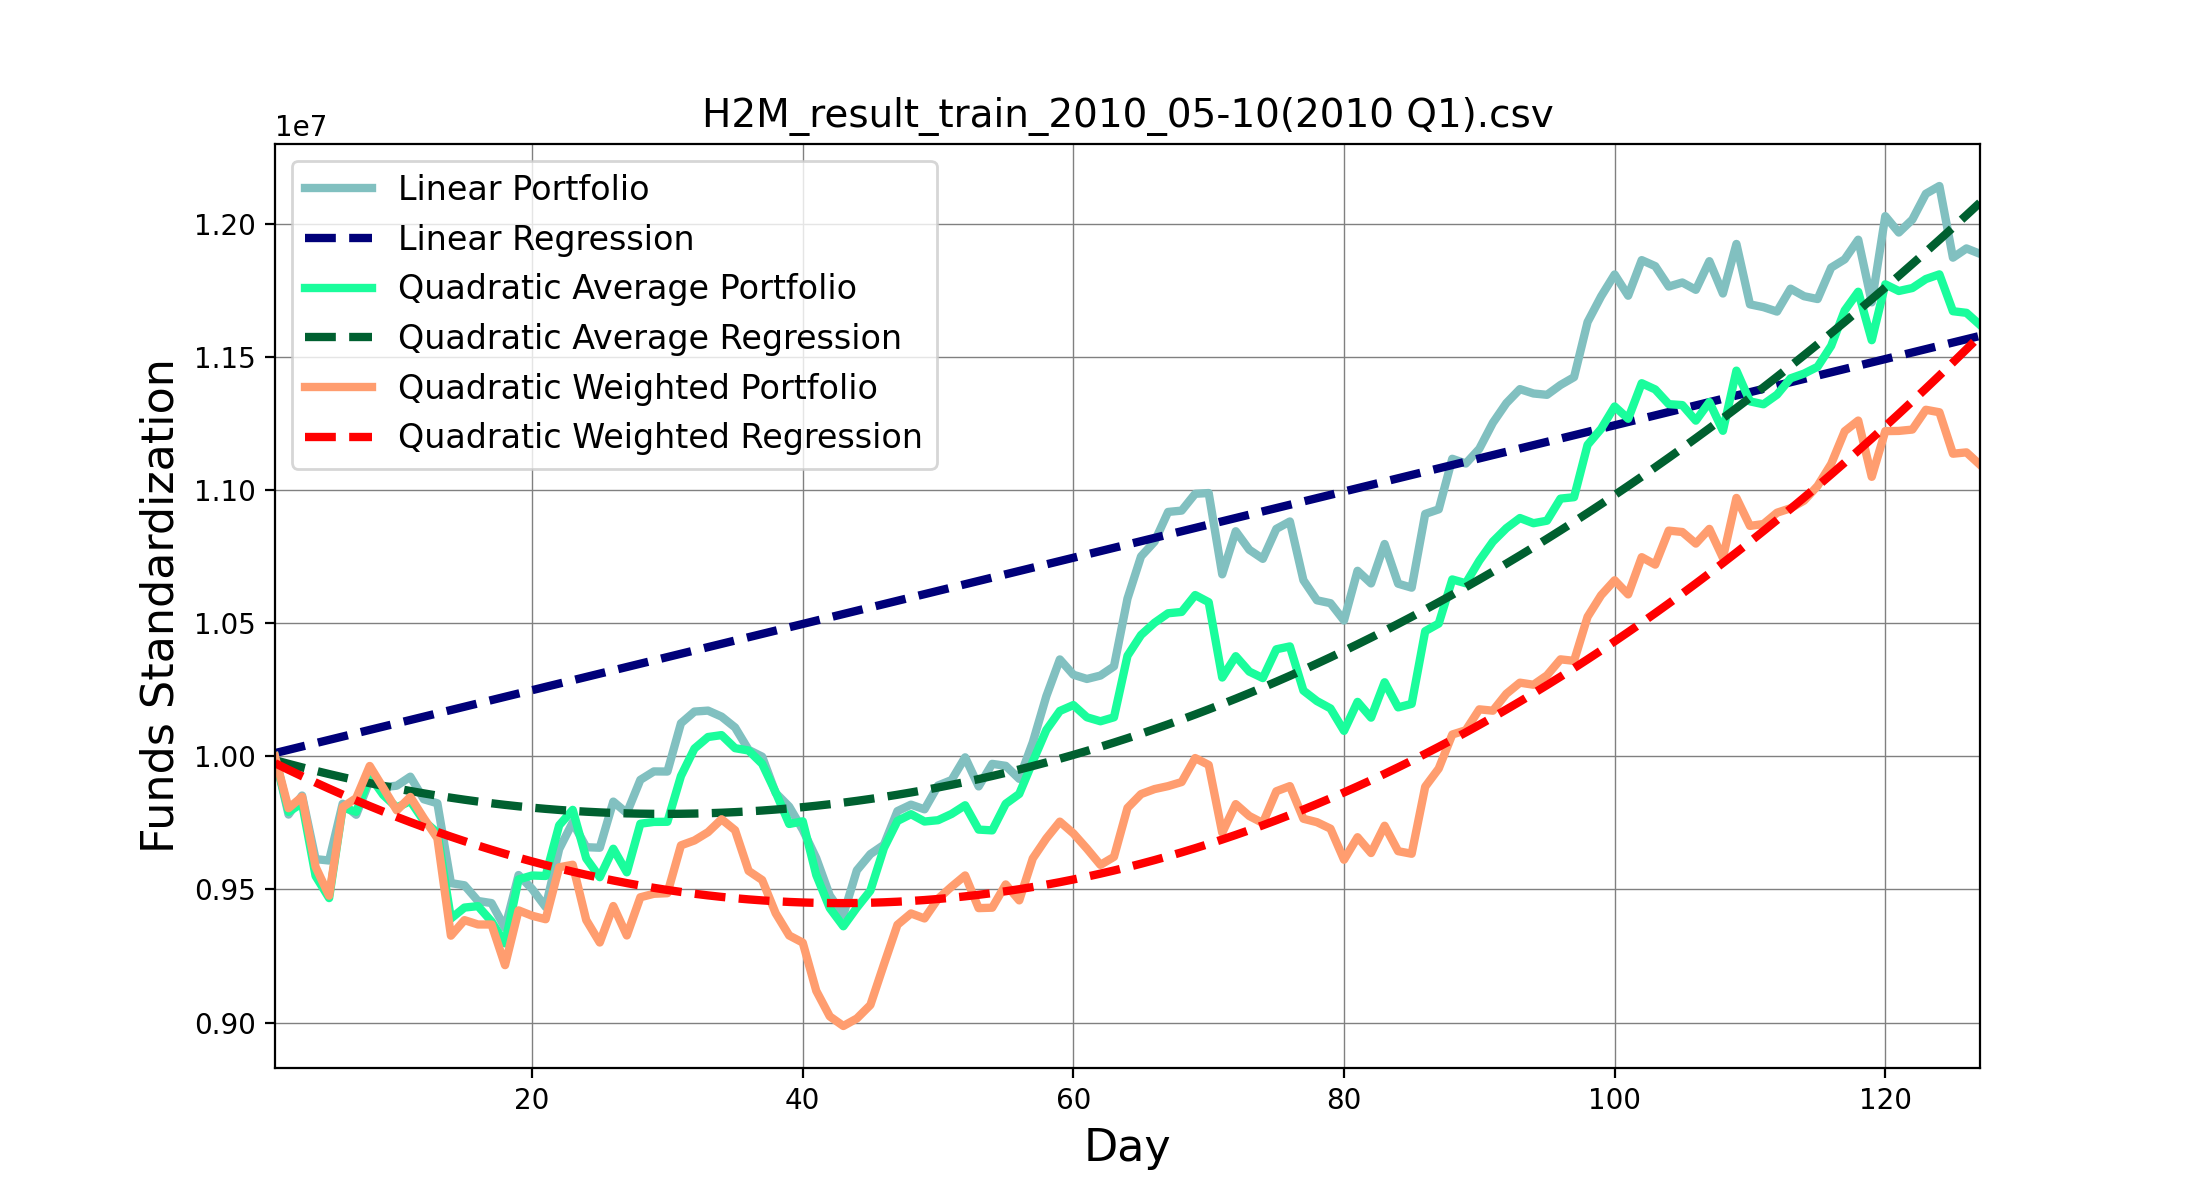 H2M_result_train_2010_05-10(2010 Q1).csv
1e7
Linear Portfolio
Linear Regression
Quadratic Average Portfolio
Quadratic Average Regression
Quadratic Weighted Portfolio
Quadratic Weighted Regression
Funds Standardization
1.20
1.15
1.10
1.05
1.00
0.95
0.90
20 40 60 80 100 120
Day